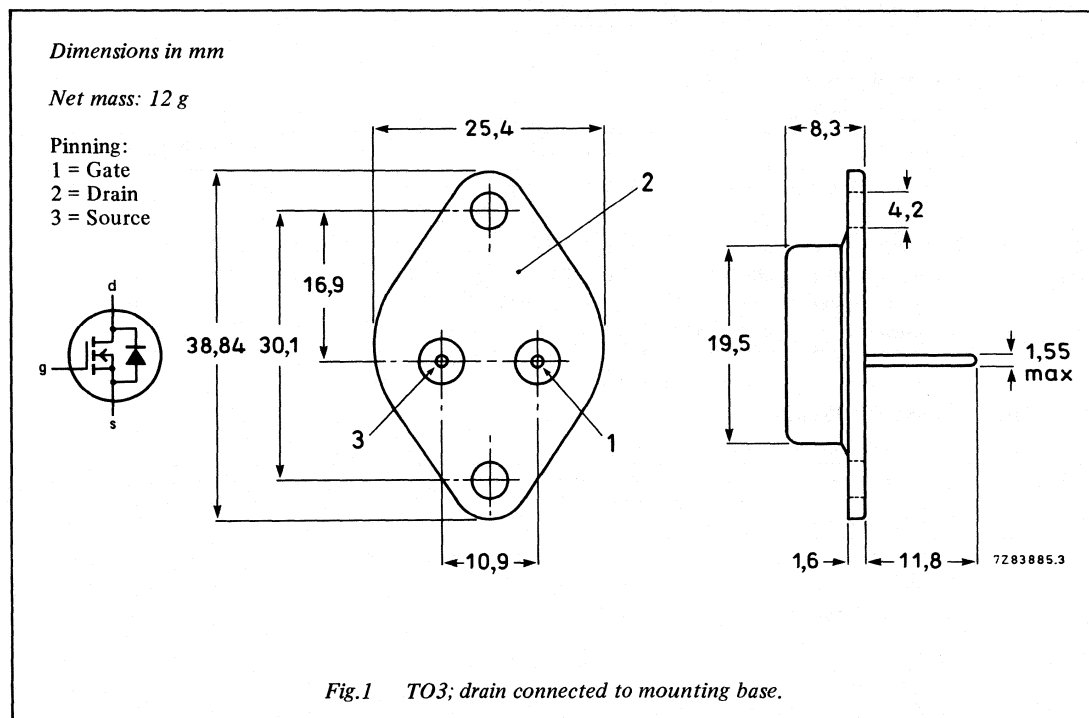 Dimensions in mm
Net mass: 12 g
Pinning:
1 = Gate
2 = Drain
3 = Source
25,4
8,3
2
4,2
d
16,9
38,84
30,1
19,5
1,55
max
g
s
3
1
10,9
1,6
11,8
7Z83885.3
Fig.1 TO3; drain connected to mounting base.